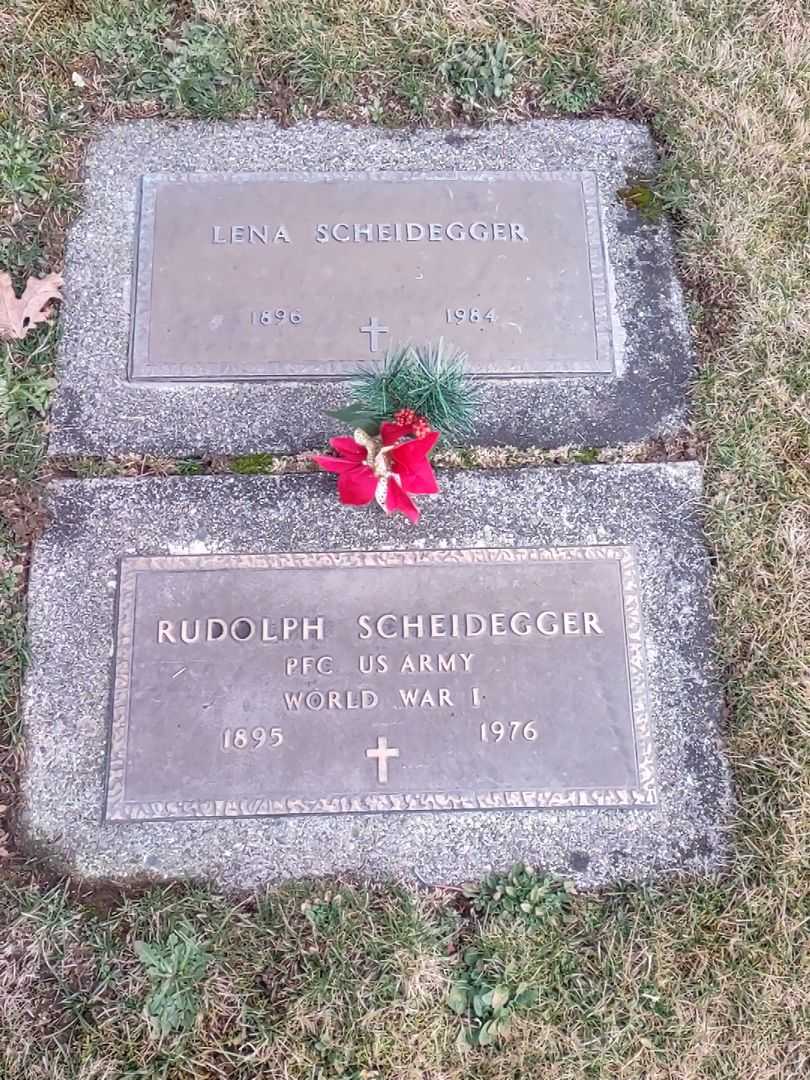 LENA SCHEIDEGGER
1896 1984
RUDOLPH SCHEIDEGGER
PFC US ARMY
WORLD WAR I
1895 1976